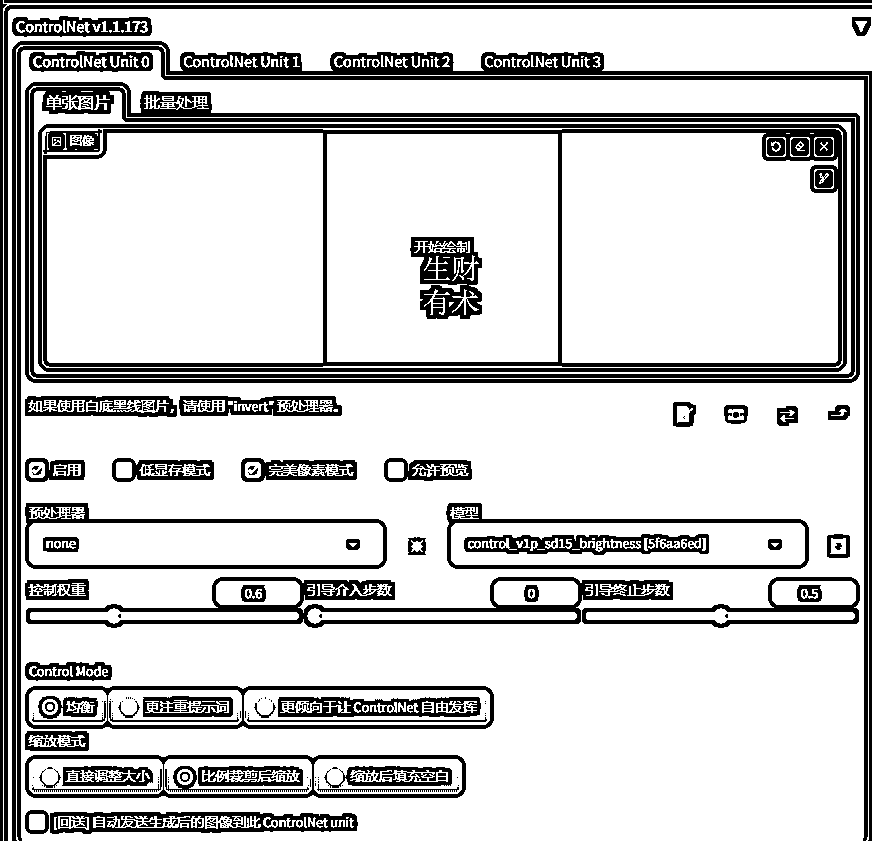 ControlNet v1.1.173
ControlNet Unit 0 ControlNet Unit 1 ControlNet Unit 2 ControlNet Unit 3
单张图片 批量处理
图像
开始绘制
生财
有术
如果使用白底黑线图片，请使用 "invert" 预处理器。
启用 低显存模式 完美像素模式 允许预览
预处理器 模型
none control_v1p_sd15_brightness [5f6aa6ed]
控制权重 0.6 引导介入步数 0 引导终止步数 0.5
Control Mode
均衡 更注重提示词 更倾向于让 ControlNet 自由发挥
缩放模式
直接调整大小 比例裁剪后缩放 缩放后填充空白
[回送] 自动发送生成后的图像到此 ControlNet unit